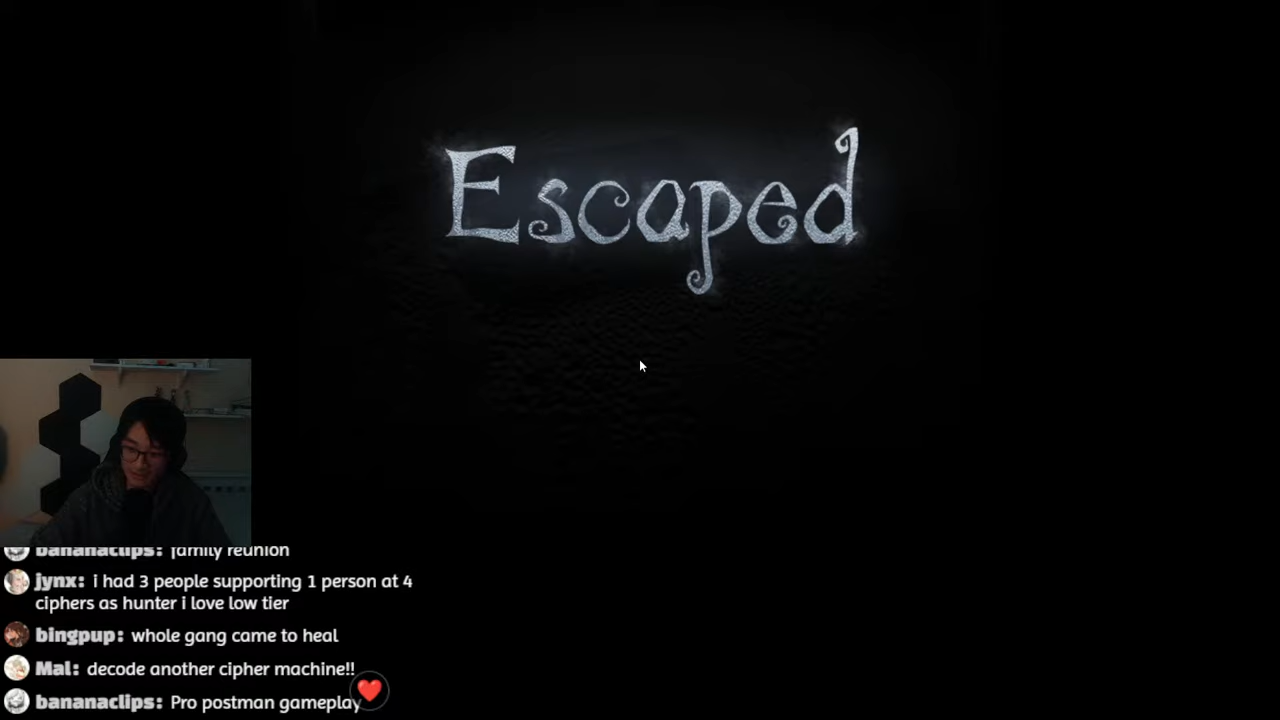 Escaped
bananaclips: family reunion
jynx: i had 3 people supporting 1 person at 4
ciphers as hunter i love low tier
bingpup: whole gang came to heal
Mal: decode another cipher machine!!
bananaclips: Pro postman gameplay